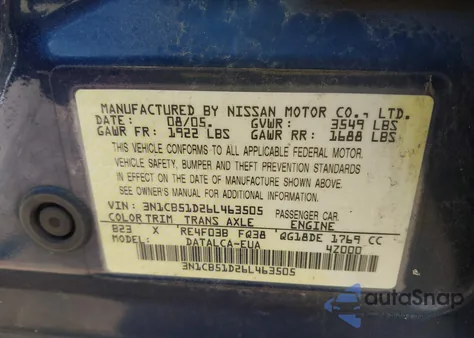 MANUFACTURED BY NISSAN MOTOR CO., LTD.
DATE: 08/05. GVWR: 3549 LBS
GAWR FR: 1922 LBS GAWR RR: 1688 LBS
THIS VEHICLE CONFORMS TO ALL APPLICABLE FEDERAL MOTOR
VEHICLE SAFETY, BUMPER AND THEFT PREVENTION STANDARDS
IN EFFECT ON THE DATE OF MANUFACTURE SHOWN ABOVE.
SEE OWNER'S MANUAL FOR ADDITIONAL INFORMATION.
VIN: 3N1CB51D26L463505 PASSENGER CAR.
COLOR TRIM TRANS AXLE ENGINE
B23 X RE4F03B FQ38 QG18DE 1769 CC
MODEL: DATALCA-EUA 4Z000
3N1CB51D26L463505
autoSnap